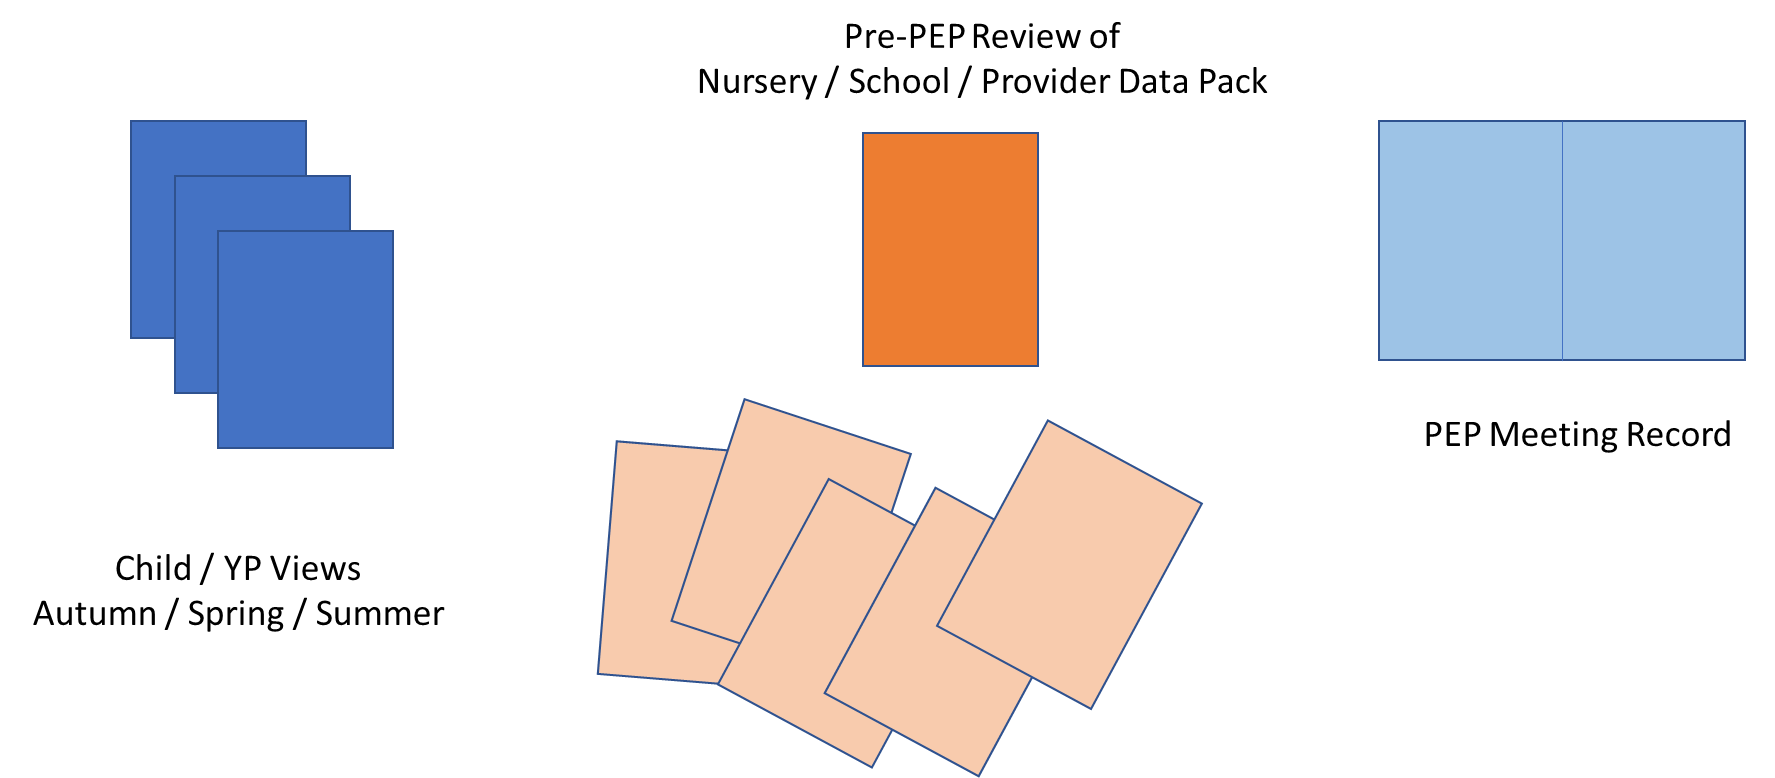 Pre-PEP Review of
Nursery / School / Provider Data Pack
Child / YP Views
Autumn / Spring / Summer
PEP Meeting Record